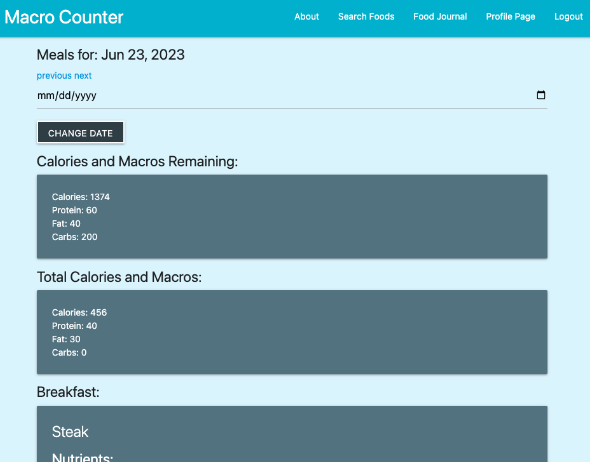 Macro Counter
About Search Foods Food Journal Profile Page Logout
Meals for: Jun 23, 2023
previous next
mm/dd/yyyy
CHANGE DATE
Calories and Macros Remaining:
Calories: 1374
Protein: 60
Fat: 40
Carbs: 200
Total Calories and Macros:
Calories: 456
Protein: 40
Fat: 30
Carbs: 0
Breakfast:
Steak
Nutrients: